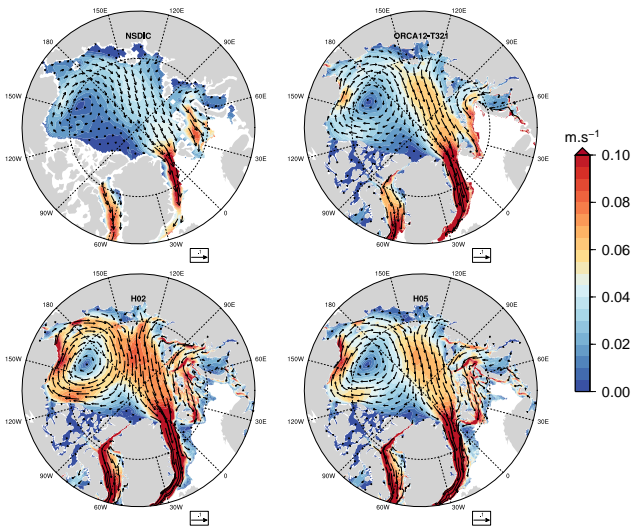 150E 120E 150E 120E
180 NSDIC 90E 180 ORCA12-T321 90E
150W 60E 150W 60E
m.s⁻¹
120W 30E 120W 30E
0.10
90W 0 90W 0
0.08
60W 30W 60W 30W
.1 .1
0.06
150E 120E 150E 120E
0.04
180 H02 90E 180 H05 90E
0.02
150W 60E 150W 60E
0.00
120W 30E 120W 30E
90W 0 90W 0
60W 30W 60W 30W